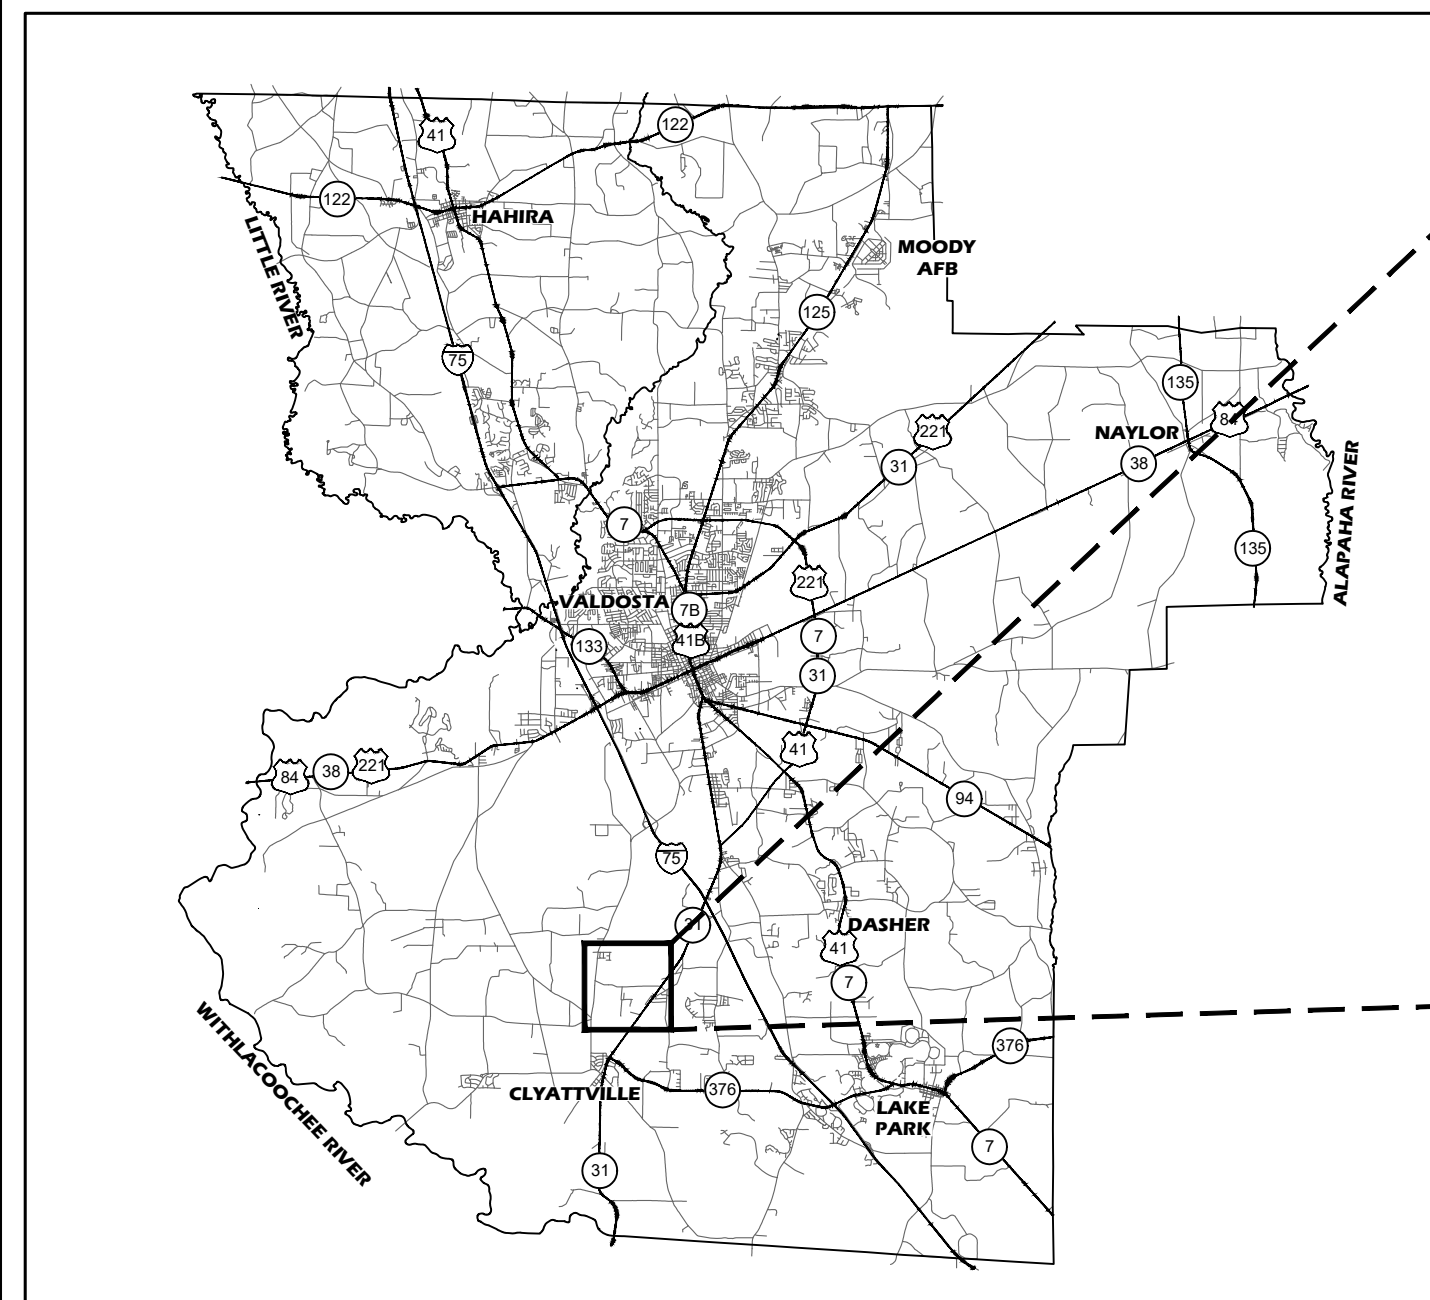 41
122
122
HAHIRA
MOODY
AFB
LITTLE RIVER
125
75
135
84
221
NAYLOR
31
38
ALAPAHA RIVER
7
135
221
VALDOSTA
7B
7
41B
133
31
41
221
84
38
94
75
31
DASHER
41
7
WITHLACOOCHEE RIVER
376
CLYATTVILLE
376
LAKE
PARK
7
31